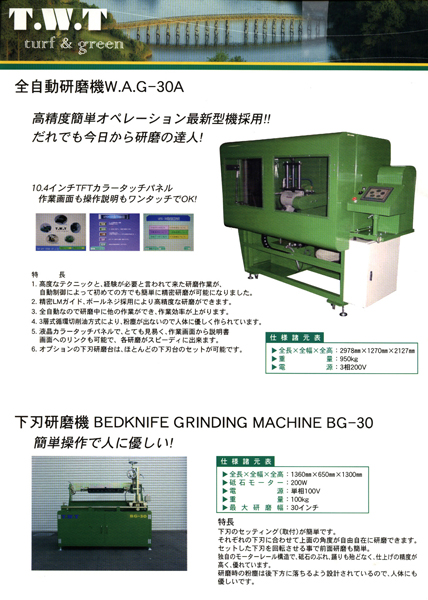 T.W.T
turf & green
全自動研磨機W.A.G-30A
高精度簡単オペレーション最新型機採用!!
だれでも今日から研磨の達人!
10.4インチTFTカラータッチパネル
作業画面も操作説明もワンタッチでOK!
特　　長
1. 高度なテクニックと、経験が必要と言われて来た研磨作業が、
自動制御によって初めての方でも簡単に精密研磨が可能になりました。
2. 精密LMガイド、ボールネジ採用により高精度な研磨ができます。
3. 全自動なので研磨中に他の作業ができ、作業効率が上がります。
4. 3層式循環切削油方式により、粉塵が出ないので人体に優しく作られています。
5. 液晶カラータッチパネルで、とても見易く、作業画面から説明書
画面へのリンクも可能で、各研磨がスピーディに出来ます。
6. オプションの下刃研磨台は、ほとんどの下刃台のセットが可能です。
仕様諸元表
▶全長×全幅×全高：2978mm×1270mm×2127mm
▶重　　　　量：950kg
▶電　　　　源：3相200V
下刃研磨機 BEDKNIFE GRINDING MACHINE BG-30
簡単操作で人に優しい!
仕様諸元表
▶全長×全幅×全高：1360mm×650mm×1300mm
▶砥石モーター：200W
▶電　　　　源：単相100V
▶重　　　　量：100kg
▶最大研磨幅：30インチ
特長
下刃のセッティング(取付)が簡単です。
それぞれの下刃に合わせて上面の角度が自由自在に研磨できます。
セットした下刃を回転させる事で前面研磨も簡単。
独自のモーターレール構造で、砥石のぶれ、踊りも殆どなく、仕上げの精度が
高く、優れています。
研磨時の粉塵は後下方に落ちるよう設計されているので、人体にも
優しいです。